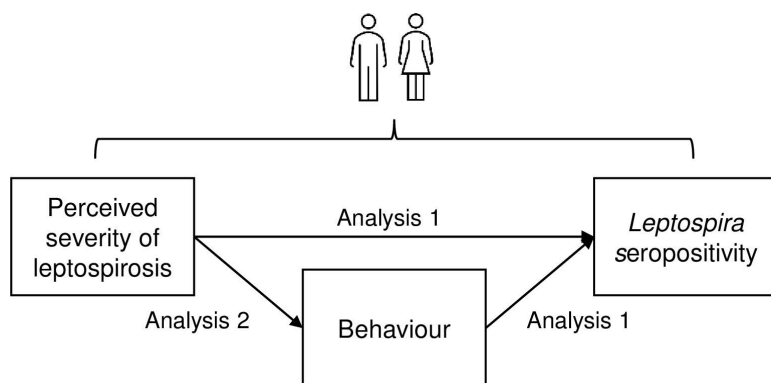 Perceived
severity of
leptospirosis
Analysis 1
Leptospira
seropositivity
Analysis 2
Behaviour
Analysis 1